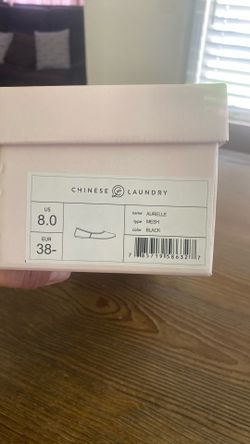 CHINESE LAUNDRY
US
8.0
EUR
38-
name AURELLE
type MESH
color BLACK